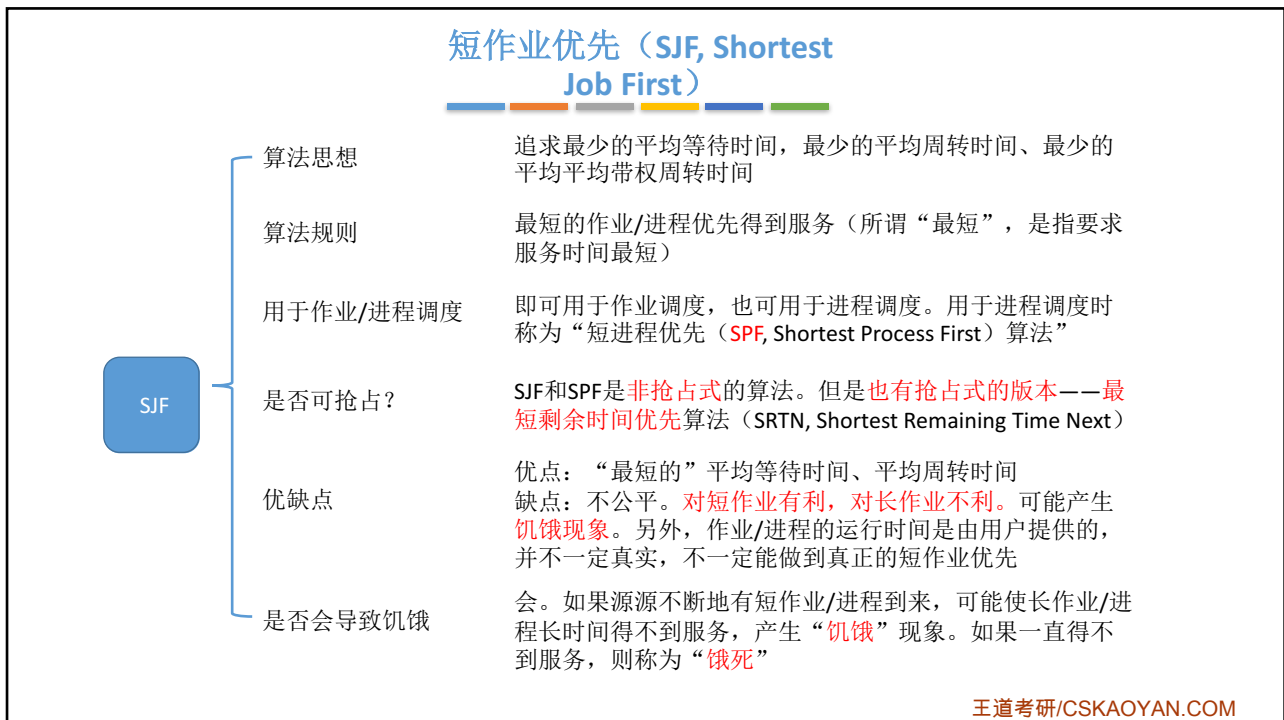 短作业优先（SJF, Shortest
Job First）
算法思想
追求最少的平均等待时间，最少的平均周转时间、最少的
平均平均带权周转时间
算法规则
最短的作业/进程优先得到服务（所谓“最短”，是指要求
服务时间最短）
用于作业/进程调度
即可用于作业调度，也可用于进程调度。用于进程调度时
称为“短进程优先（SPF, Shortest Process First）算法”
SJF
是否可抢占？
SJF和SPF是非抢占式的算法。但是也有抢占式的版本——最
短剩余时间优先算法（SRTN, Shortest Remaining Time Next）
优缺点
优点：“最短的”平均等待时间、平均周转时间
缺点：不公平。对短作业有利，对长作业不利。可能产生
饥饿现象。另外，作业/进程的运行时间是由用户提供的，
并不一定真实，不一定能做到真正的短作业优先
是否会导致饥饿
会。如果源源不断地有短作业/进程到来，可能使长作业/进
程长时间得不到服务，产生“饥饿”现象。如果一直得不
到服务，则称为“饿死”
王道考研/CSKAOYAN.COM